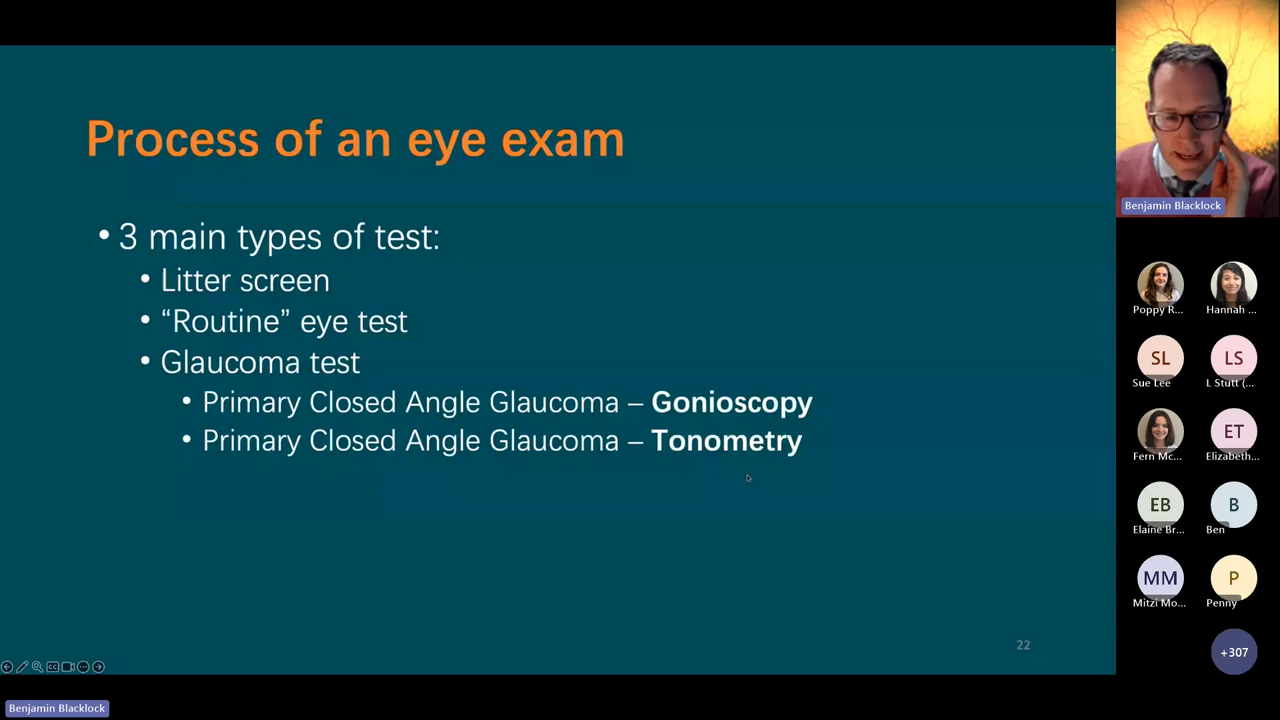 Process of an eye exam
• 3 main types of test:
• Litter screen
• “Routine” eye test
• Glaucoma test
• Primary Closed Angle Glaucoma – Gonioscopy
• Primary Closed Angle Glaucoma – Tonometry
22
Benjamin Blacklock
Benjamin Blacklock
Poppy R...
Hannah ...
SL
LS
Sue Lee
L Stutt (...
ET
Fern Mc...
Elizabeth...
EB
B
Elaine Br...
Ben
MM
P
Mitzi Mo...
Penny
+307